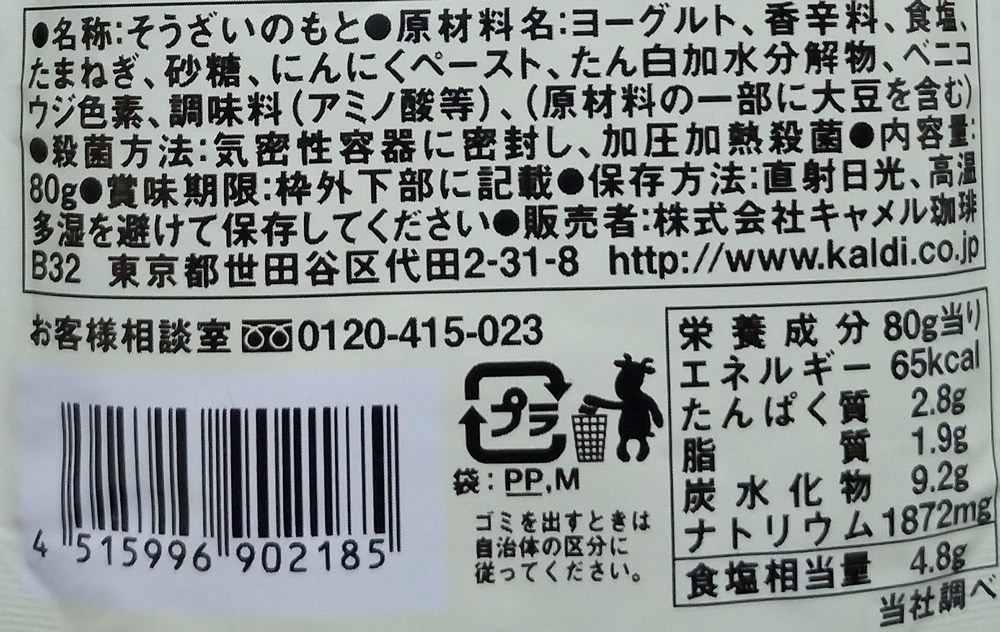 ●名称:そうざいのもと●原材料名:ヨーグルト、香辛料、食塩、
たまねぎ、砂糖、にんにくペースト、たん白加水分解物、ベニコ
ウジ色素、調味料(アミノ酸等)、(原材料の一部に大豆を含む)
●殺菌方法:気密性容器に密封し、加圧加熱殺菌●内容量:
80g●賞味期限:枠外下部に記載●保存方法:直射日光、高温
多湿を避けて保存してください●販売者:株式会社キャメル珈琲
B32 東京都世田谷区代田2-31-8 http://www.kaldi.co.jp
お客様相談室 0120-415-023
4 515996 902185
プラ
袋:PP,M
ゴミを出すときは
自治体の区分に
従ってください。
栄養成分 80g当り
エネルギー 65kcal
たんぱく質 2.8g
脂質 1.9g
炭水化物 9.2g
ナトリウム 1872mg
食塩相当量 4.8g
当社調べ